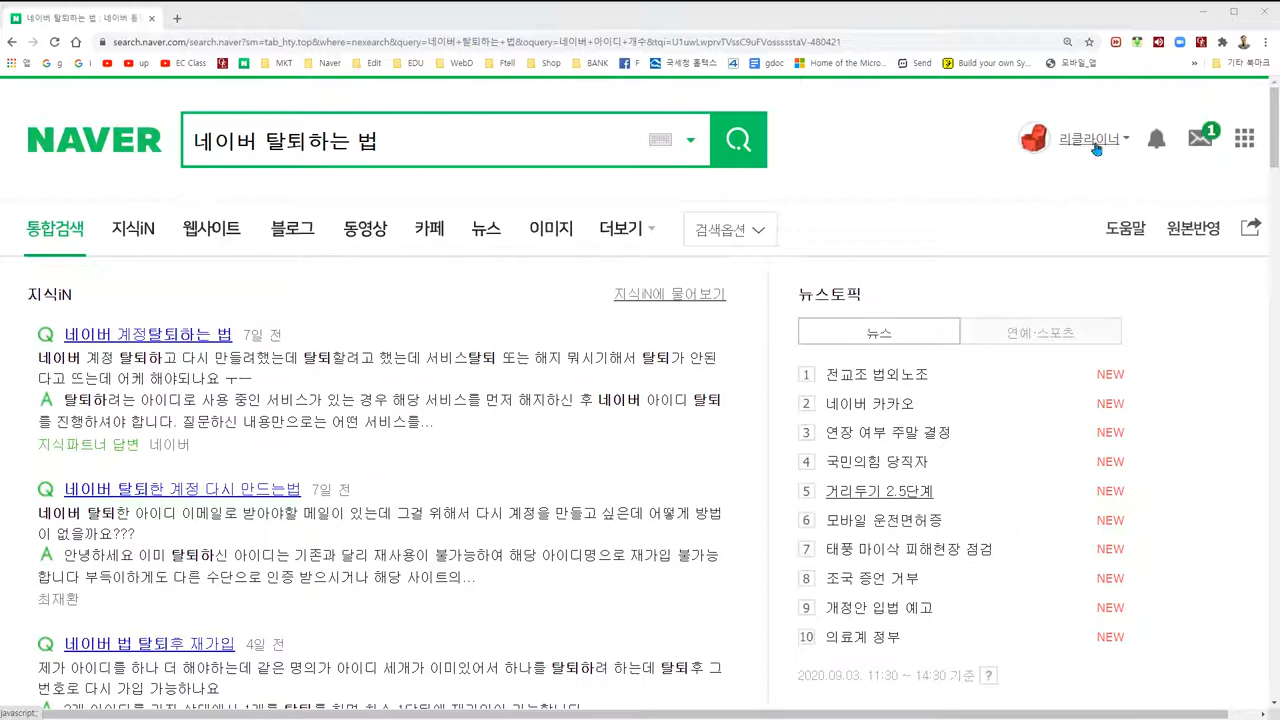 네이버 탈퇴하는 법 : 네이버 통
search.naver.com/search.naver?sm=tab_hty.top&where=nexearch&query=네이버+탈퇴하는+법&oquery=네이버+아이디+개수&tqi=U1uwLwprvTVssC9uFVossssstaV-480421
앱 g G up EC Class MKT Naver Edit EDU WebD Ptell Shop BANK F 국세청 홈택스 gdoc Home of the Micro... Send Build your own Sy... 모바일_앱 » 기타 북마크
NAVER 네이버 탈퇴하는 법 리클라이너 1
통합검색 지식iN 웹사이트 블로그 동영상 카페 뉴스 이미지 더보기 검색옵션 도움말 원본반영
지식iN 지식iN에 물어보기
Q 네이버 계정탈퇴하는 법 7일 전
네이버 계정 탈퇴하고 다시 만들려했는데 탈퇴할려고 했는데 서비스탈퇴 또는 해지 뭐시기해서 탈퇴가 안된
다고 뜨는데 어케 해야되나요 ㅜㅡ
A 탈퇴하려는 아이디로 사용 중인 서비스가 있는 경우 해당 서비스를 먼저 해지하신 후 네이버 아이디 탈퇴
를 진행하셔야 합니다. 질문하신 내용만으로는 어떤 서비스를...
지식파트너 답변 네이버
Q 네이버 탈퇴한 계정 다시 만드는법 7일 전
네이버 탈퇴한 아이디 이메일로 받아야할 메일이 있는데 그걸 위해서 다시 계정을 만들고 싶은데 어떻게 방법
이 없을까요???
A 안녕하세요 이미 탈퇴하신 아이디는 기존과 달리 재사용이 불가능하여 해당 아이디명으로 재가입 불가능
합니다 부득이하게도 다른 수단으로 인증 받으시거나 해당 사이트의...
최재환
Q 네이버 법 탈퇴후 재가입 4일 전
제가 아이디를 하나 더 해야하는데 같은 명의가 아이디 세개가 이미있어서 하나를 탈퇴하려 하는데 탈퇴후 그
번호로 다시 가입 가능하나요
뉴스토픽
뉴스 연예·스포츠
1 전교조 법외노조 NEW
2 네이버 카카오 NEW
3 연장 여부 주말 결정 NEW
4 국민의힘 당직자 NEW
5 거리두기 2.5단계 NEW
6 모바일 운전면허증 NEW
7 태풍 마이삭 피해현장 점검 NEW
8 조국 증언 거부 NEW
9 개정안 입법 예고 NEW
10 의료계 정부 NEW
2020.09.03. 11:30 ~ 14:30 기준 ?
javascript:;